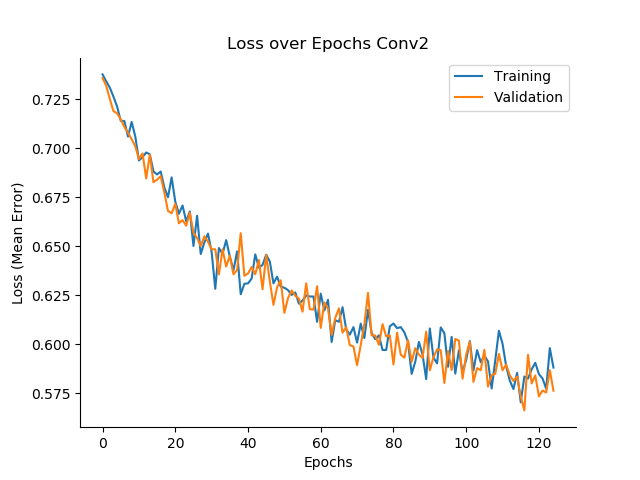 Loss over Epochs Conv2
Training
Validation
0.725
0.700
0.675
0.650
0.625
0.600
0.575
Loss (Mean Error)
0 20 40 60 80 100 120
Epochs